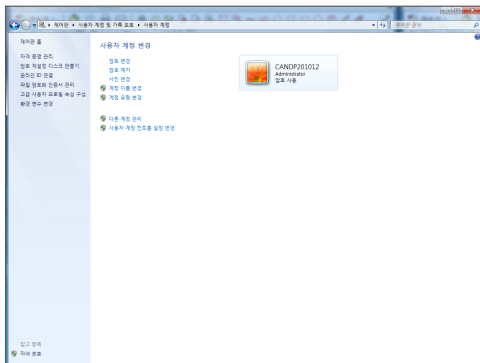 제어판 ▸ 사용자 계정 및 가족 보호 ▸ 사용자 계정
제어판 검색
제어판 홈
자격 증명 관리
암호 재설정 디스크 만들기
온라인 ID 연결
파일 암호화 인증서 관리
고급 사용자 프로필 속성 구성
환경 변수 변경
사용자 계정 변경
암호 변경
암호 제거
사진 변경
계정 이름 변경
계정 유형 변경
CANDP201012
Administrator
암호 사용
다른 계정 관리
사용자 계정 컨트롤 설정 변경
참고 항목
자녀 보호